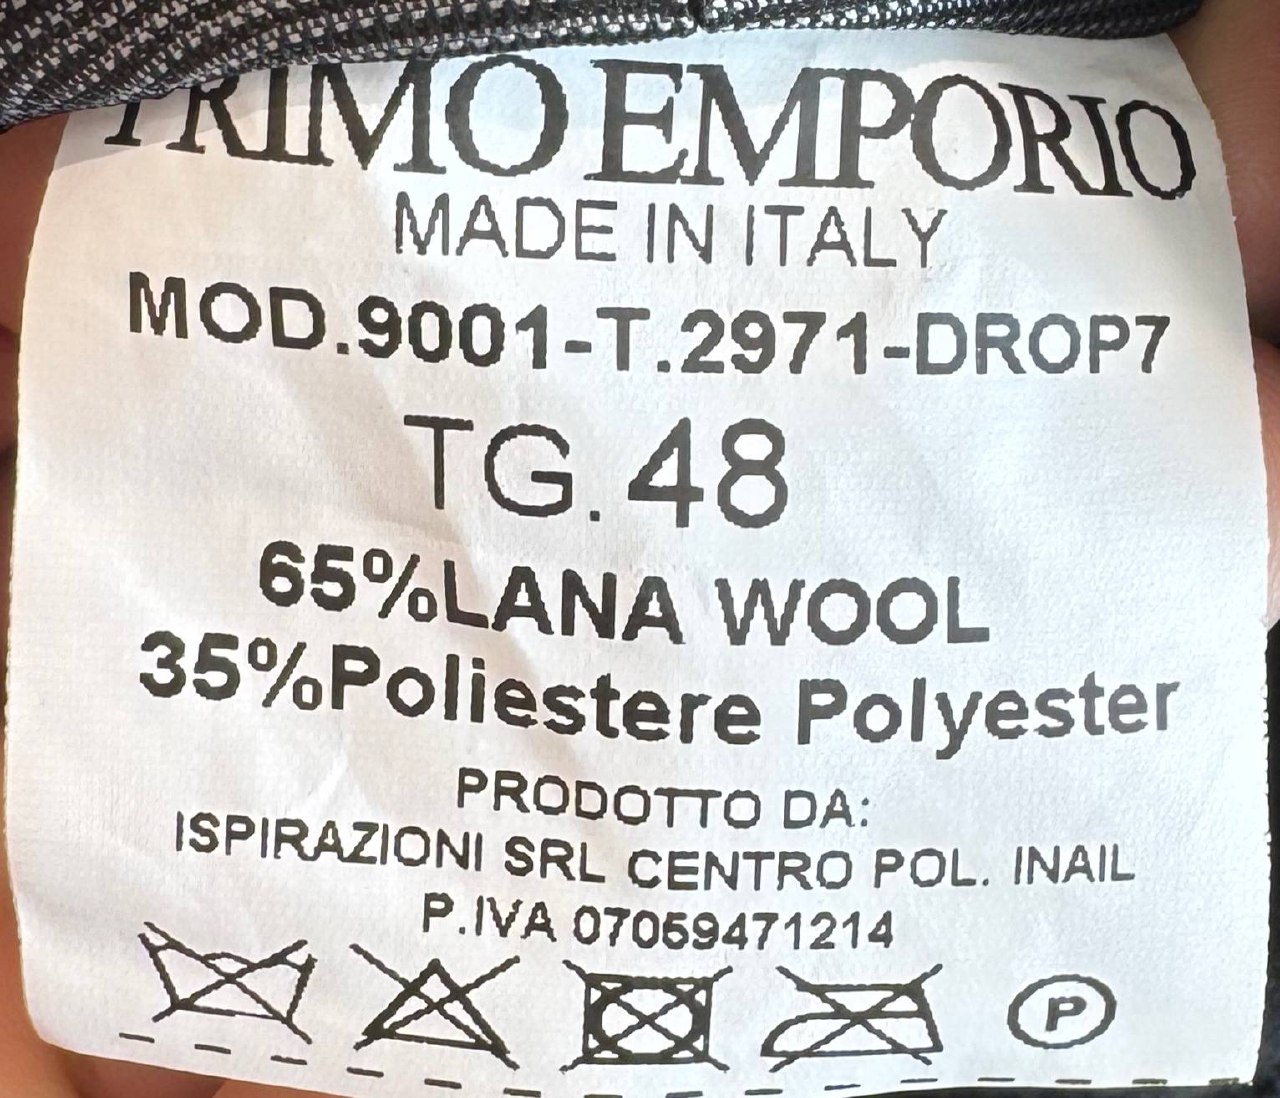 PRIMO EMPORIO
MADE IN ITALY
MOD.9001-T.2971-DROP7
TG.48
65%LANA WOOL
35%Poliestere Polyester
PRODOTTO DA:
ISPIRAZIONI SRL CENTRO POL. INAIL
P.IVA 07059471214
P